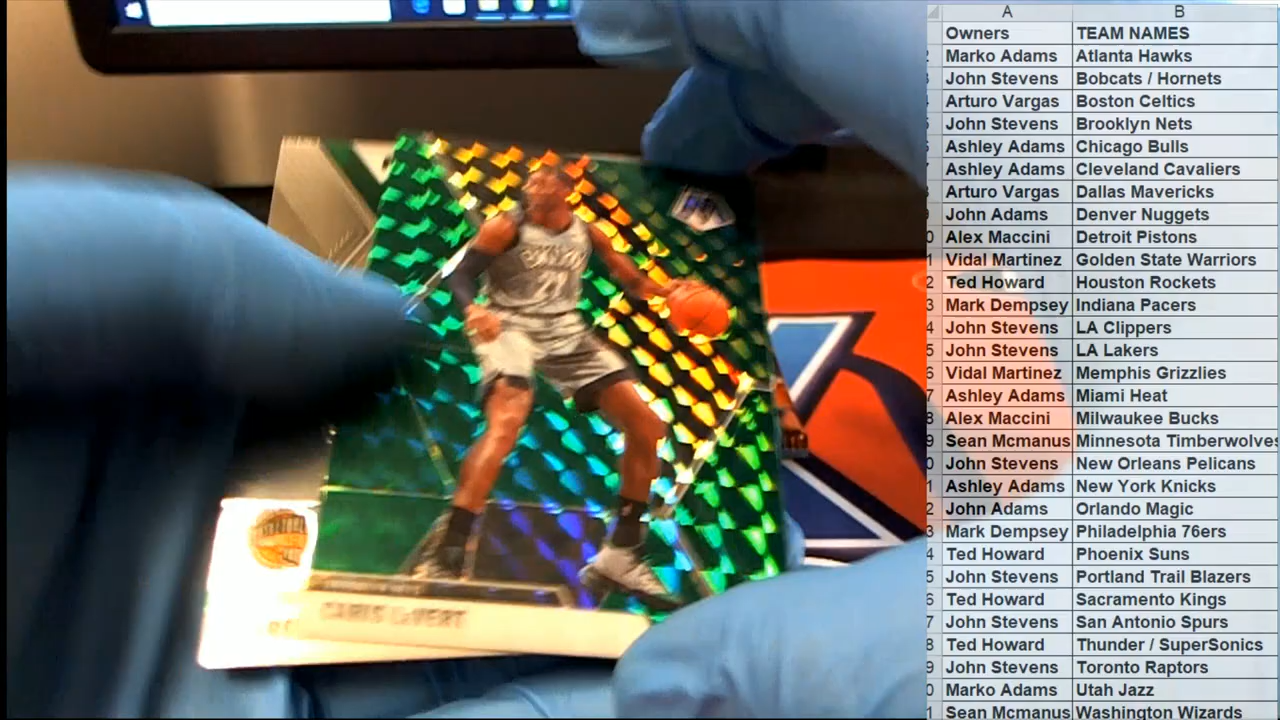 A B
Owners TEAM NAMES
Marko Adams Atlanta Hawks
John Stevens Bobcats / Hornets
Arturo Vargas Boston Celtics
John Stevens Brooklyn Nets
Ashley Adams Chicago Bulls
Ashley Adams Cleveland Cavaliers
Arturo Vargas Dallas Mavericks
John Adams Denver Nuggets
Alex Maccini Detroit Pistons
Vidal Martinez Golden State Warriors
Ted Howard Houston Rockets
Mark Dempsey Indiana Pacers
John Stevens LA Clippers
John Stevens LA Lakers
Vidal Martinez Memphis Grizzlies
Ashley Adams Miami Heat
Alex Maccini Milwaukee Bucks
Sean Mcmanus Minnesota Timberwolves
John Stevens New Orleans Pelicans
Ashley Adams New York Knicks
John Adams Orlando Magic
Mark Dempsey Philadelphia 76ers
Ted Howard Phoenix Suns
John Stevens Portland Trail Blazers
Ted Howard Sacramento Kings
John Stevens San Antonio Spurs
Ted Howard Thunder / SuperSonics
John Stevens Toronto Raptors
Marko Adams Utah Jazz
Sean Mcmanus Washington Wizards
CARIS LeVERT